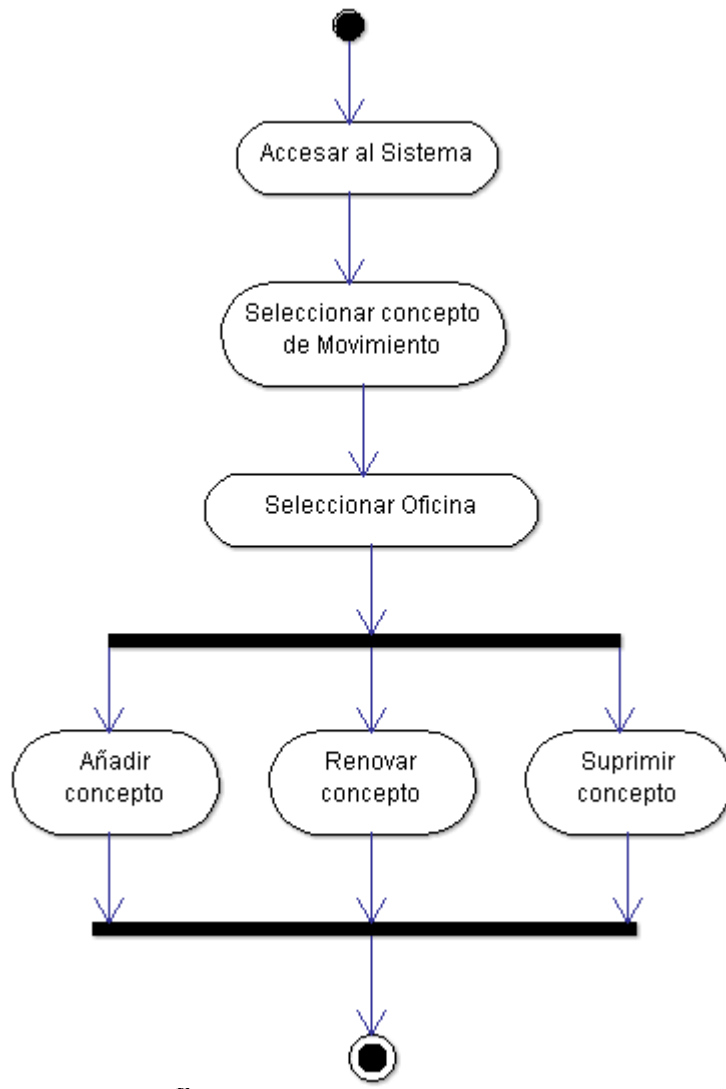 Accesar al Sistema
Seleccionar concepto
de Movimiento
Seleccionar Oficina
Añadir
concepto
Renovar
concepto
Suprimir
concepto